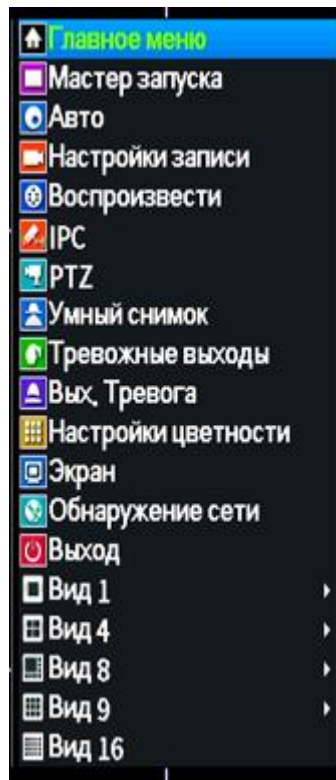 Главное меню
Мастер запуска
Авто
Настройки записи
Воспроизвести
IPC
PTZ
Умный снимок
Тревожные выходы
Вых, Тревога
Настройки цветности
Экран
Обнаружение сети
Выход
Вид 1
Вид 4
Вид 8
Вид 9
Вид 16